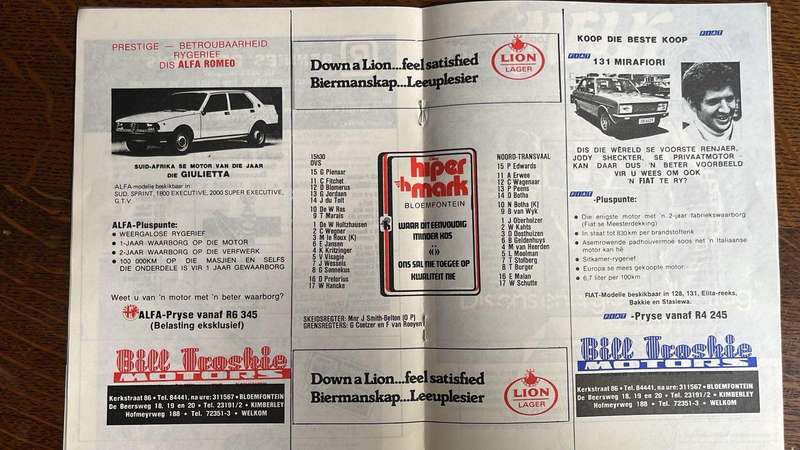 PRESTIGE — BETROUBAARHEID
RYGERIEF
DIS ALFA ROMEO
SUID-AFRIKA SE MOTOR VAN DIE JAAR
DIE GIULIETTA
ALFA modelle beskikbaar in:
SUD, SPRINT, 1800 EXECUTIVE, 2000 SUPER EXECUTIVE,
G.T.V.
ALFA-Pluspunte:
WEERGALOSE RYGERIEF
1-JAAR WAARBORG OP DIE MOTOR
2-JAAR WAARBORG OP DIE VERFWERK
100 000KM OP DIE MASJIEN EN SELFS
DIE ONDERDELE IS VIR 1 JAAR GEWAARBORG
Weet u van 'n motor met 'n beter waarborg?
ALFA-Pryse vanaf R6 345
(Belasting eksklusief)
Bill Troskie
MOTORS
Kerkstraat 86 • Tel. 84441, na ure: 311567 • BLOEMFONTEIN
De Beersweg 18, 19 en 20 • Tel. 23191/2 • KIMBERLEY
Hofmeyrweg 188 • Tel. 72351-3 • WELKOM
Down a Lion...feel satisfied
Biermanskap...Leeuplesier
LION
LAGER
15h30
OVS
15 G Pienaar
11 C Fitchet
12 D Blomerus
13 G Jordaan
14 J du Toit
10 De W Ras
9 T Marais
1 De W Holtzhausen
2 C Wegner
3 M le Roux (K)
6 E Jansen
4 K Kritzinger
5 V Visagie
7 J Wessels
8 G Sonnekus
16 D Pretorius
17 W Hancke
hiper
mark
BLOEMFONTEIN
WAAR DIT EENVOUDIG
MINDER KOS
ONS SAL NIE TOEGEE OP
KWALITEIT NIE
NOORD-TRANSVAAL
15 P Edwards
11 A Erwee
12 C Wagenaar
13 P Peens
14 D Botha
10 N Botha (K)
9 B van Wyk
1 J Oberholzer
2 W Kahts
3 D Oosthuizen
6 B Geldenhuys
4 M van Heerden
5 L Moolman
7 T Stofberg
8 T Burger
16 E Malan
17 W Schutte
SKEIDSREGTER: Mnr J Smith-Belton (O P)
GRENSREGTERS: G Coetzer en F van Rooyen
Down a Lion...feel satisfied
Biermanskap...Leeuplesier
LION
LAGER
KOOP DIE BESTE KOOP FIAT
FIAT 131 MIRAFIORI
DIS DIE WÊRELD SE VOORSTE RENJAER,
JODY SHECKTER, SE PRIVAATMOTOR —
KAN DAAR DUS 'N BETER VOORBEELD
VIR U WEES OM OOK
'N FIAT TE RY?
FIAT -Pluspunte:
Die enigste motor met 'n 2-jaar fabriekswaarborg
(Fiat se Meesterdekking)
In staat tot 830km per brandstoftenk
Asemrowende padhouvermoë soos net 'n Italiaanse
motor kan hê
Sitkamer-rygerief
Europa se mees gekoopte motor
6,7 liter per 100km
FIAT-Modelle beskikbaar in 128, 131, Elita-reeks,
Bakkie en Stasiewa.
FIAT -Pryse vanaf R4 245
Bill Troskie
MOTORS
Kerkstraat 86 • Tel. 84441, na ure: 311567 • BLOEMFONTEIN
De Beersweg 18, 19 en 20 • Tel. 23191/2 • KIMBERLEY
Hofmeyrweg 188 • Tel. 72351-3 • WELKOM